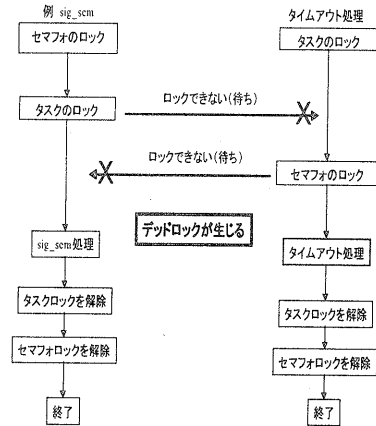 例 sig_sem
セマフォのロック
タスクのロック
sig_sem処理
タスクロックを解除
セマフォロックを解除
終了
ロックできない(待ち)
ロックできない(待ち)
デッドロックが生じる
タイムアウト処理
タスクのロック
セマフォのロック
タイムアウト処理
タスクロックを解除
セマフォロックを解除
終了